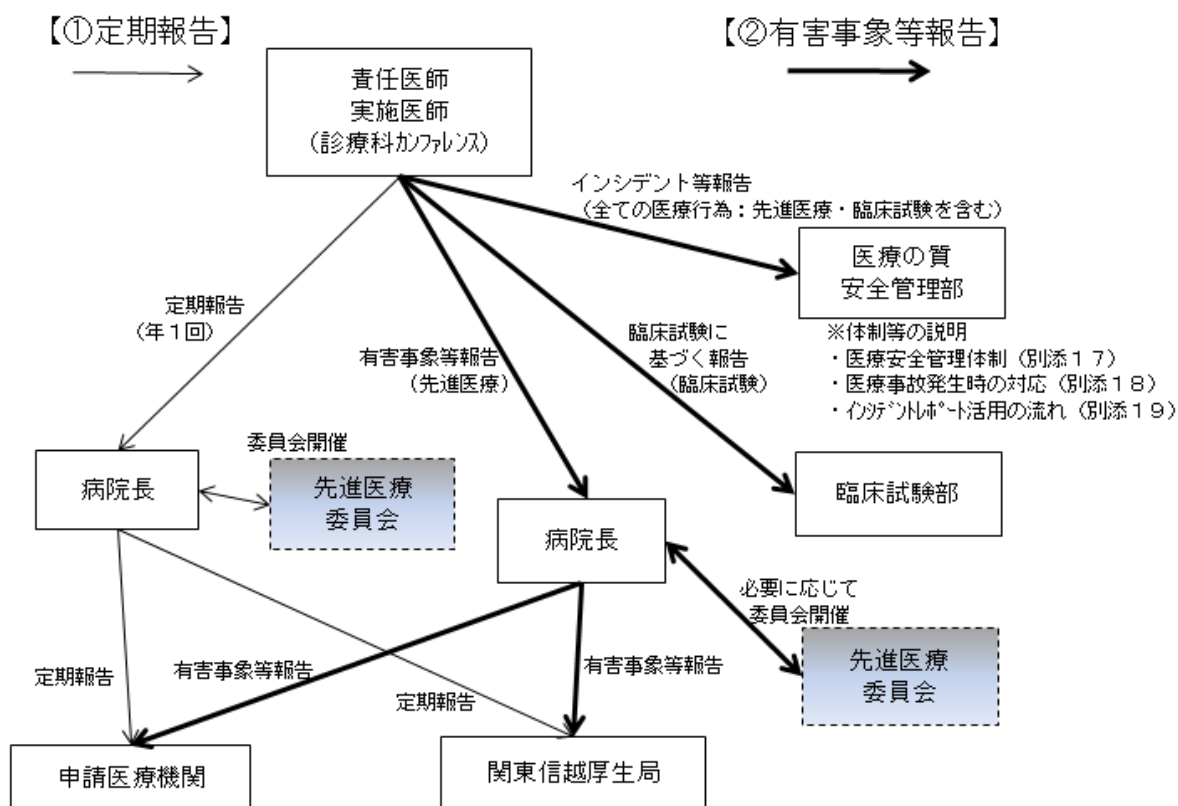 【①定期報告】
【②有害事象等報告】
責任医師
実施医師
(診療科ｶﾝﾌｧﾚﾝｽ)
インシデント等報告
(全ての医療行為：先進医療・臨床試験を含む)
医療の質
安全管理部
※体制等の説明
・医療安全管理体制（別添１７）
・医療事故発生時の対応（別添１８）
・ｲﾝｼﾃﾞﾝﾄﾚﾎﾟｰﾄ活用の流れ（別添１９）
定期報告
(年１回)
有害事象等報告
(先進医療)
臨床試験に
基づく報告
(臨床試験)
病院長
委員会開催
先進医療
委員会
臨床試験部
病院長
必要に応じて
委員会開催
先進医療
委員会
定期報告
有害事象等報告
定期報告
有害事象等報告
申請医療機関
関東信越厚生局